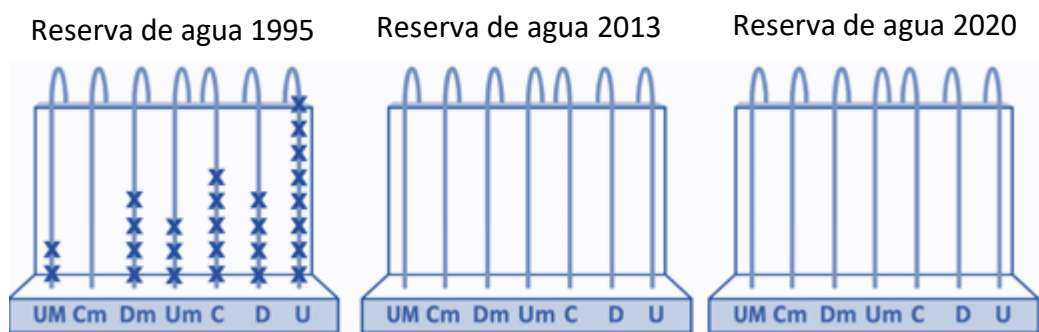 Reserva de agua 1995
Reserva de agua 2013
Reserva de agua 2020
UM Cm Dm Um C D U
UM Cm Dm Um C D U
UM Cm Dm Um C D U